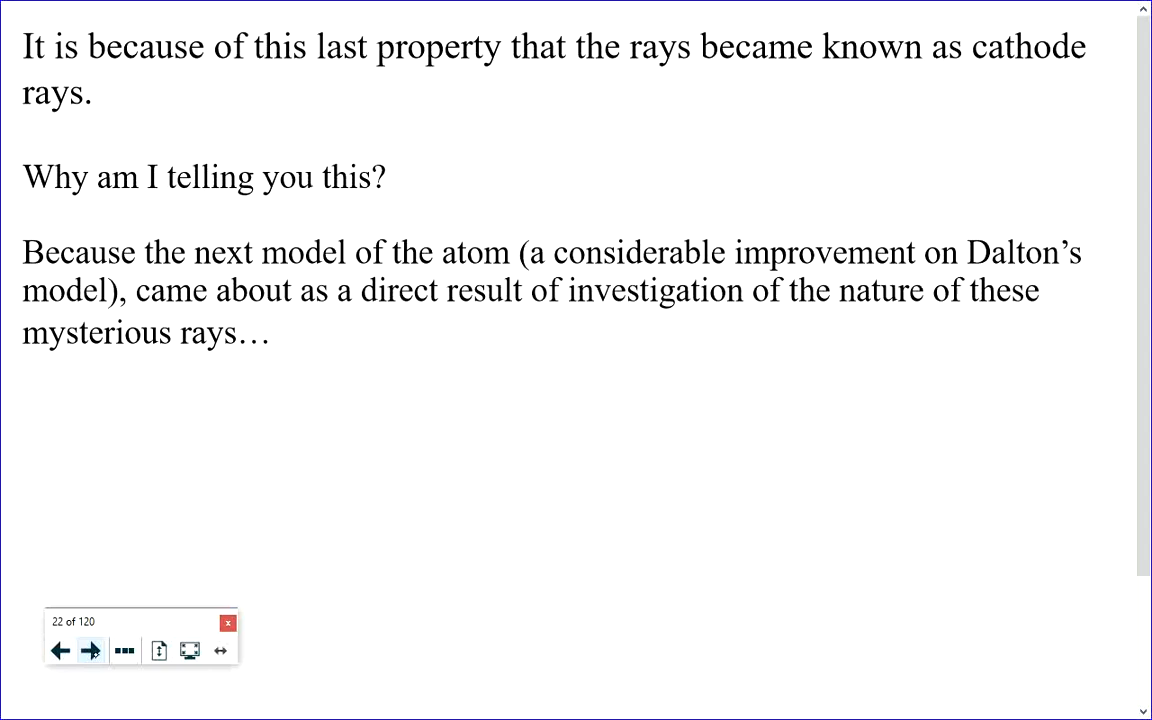 It is because of this last property that the rays became known as cathode
rays.
Why am I telling you this?
Because the next model of the atom (a considerable improvement on Dalton’s
model), came about as a direct result of investigation of the nature of these
mysterious rays…
22 of 120
x